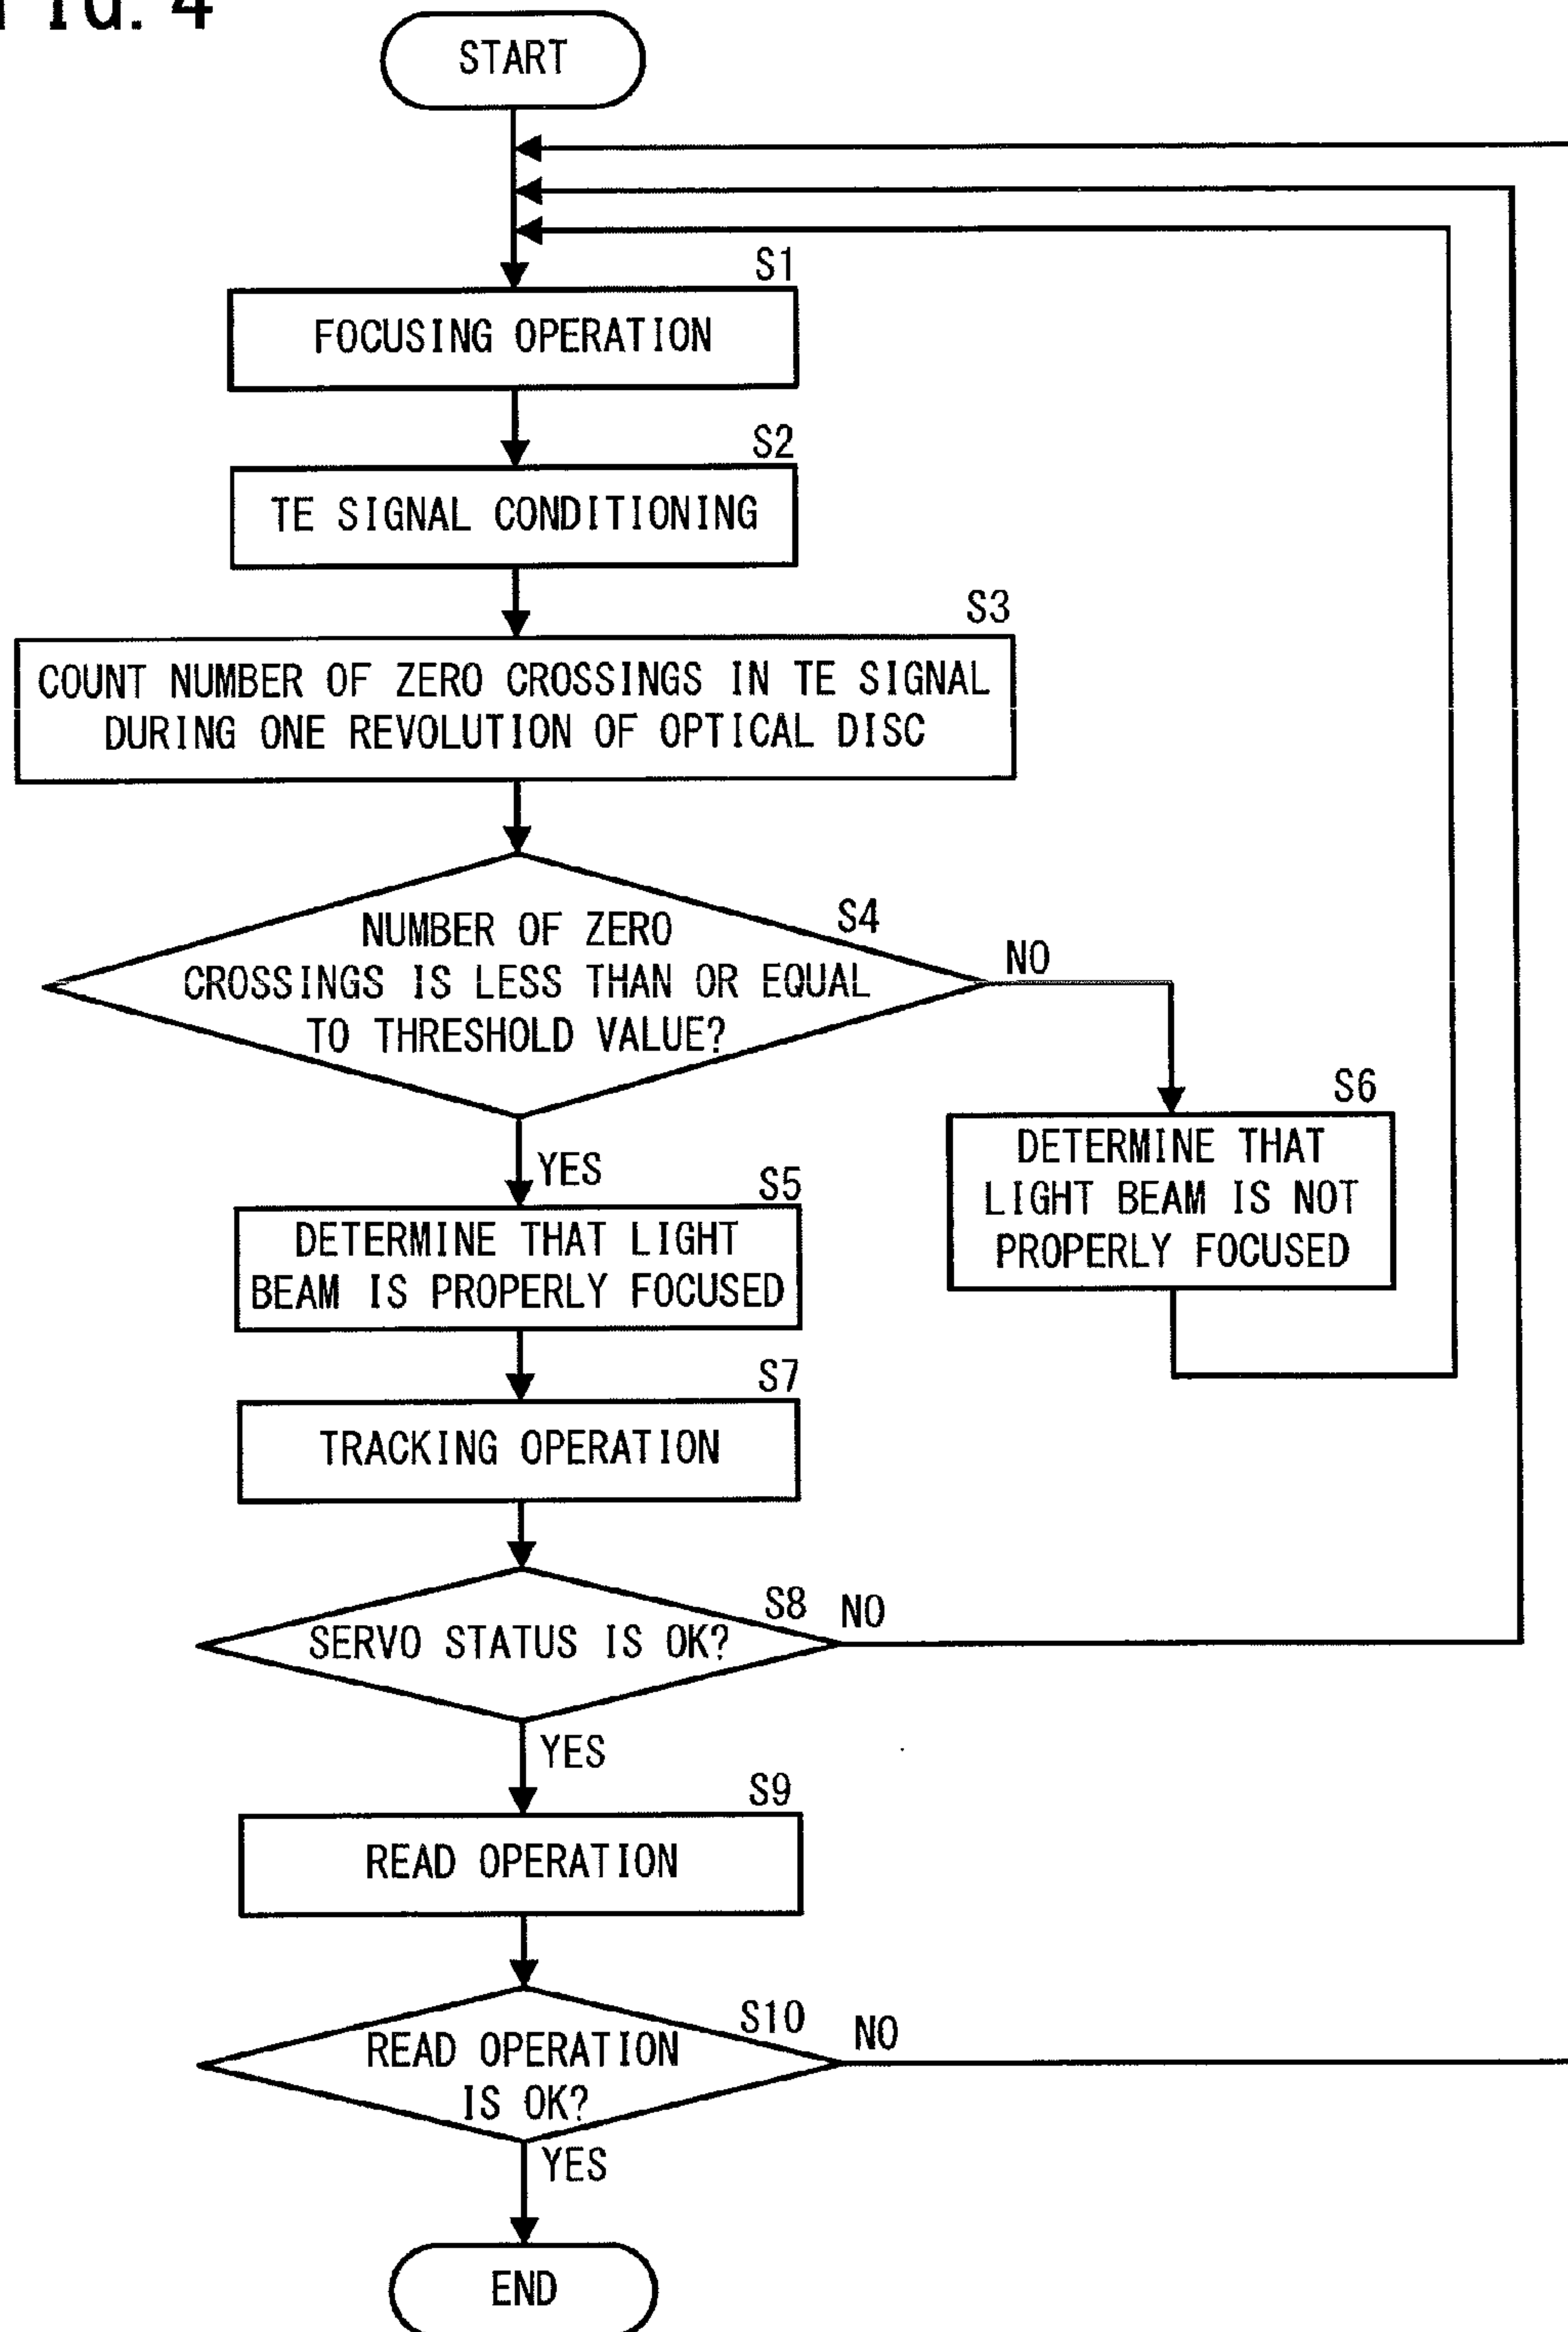 FIG. 4
START
S1
FOCUSING OPERATION
S2
TE SIGNAL CONDITIONING
S3
COUNT NUMBER OF ZERO CROSSINGS IN TE SIGNAL
DURING ONE REVOLUTION OF OPTICAL DISC
S4
NUMBER OF ZERO
CROSSINGS IS LESS THAN OR EQUAL
TO THRESHOLD VALUE?
NO
S6
DETERMINE THAT
LIGHT BEAM IS NOT
PROPERLY FOCUSED
YES
S5
DETERMINE THAT LIGHT
BEAM IS PROPERLY FOCUSED
S7
TRACKING OPERATION
S8
SERVO STATUS IS OK?
NO
YES
S9
READ OPERATION
S10
READ OPERATION
IS OK?
NO
YES
END